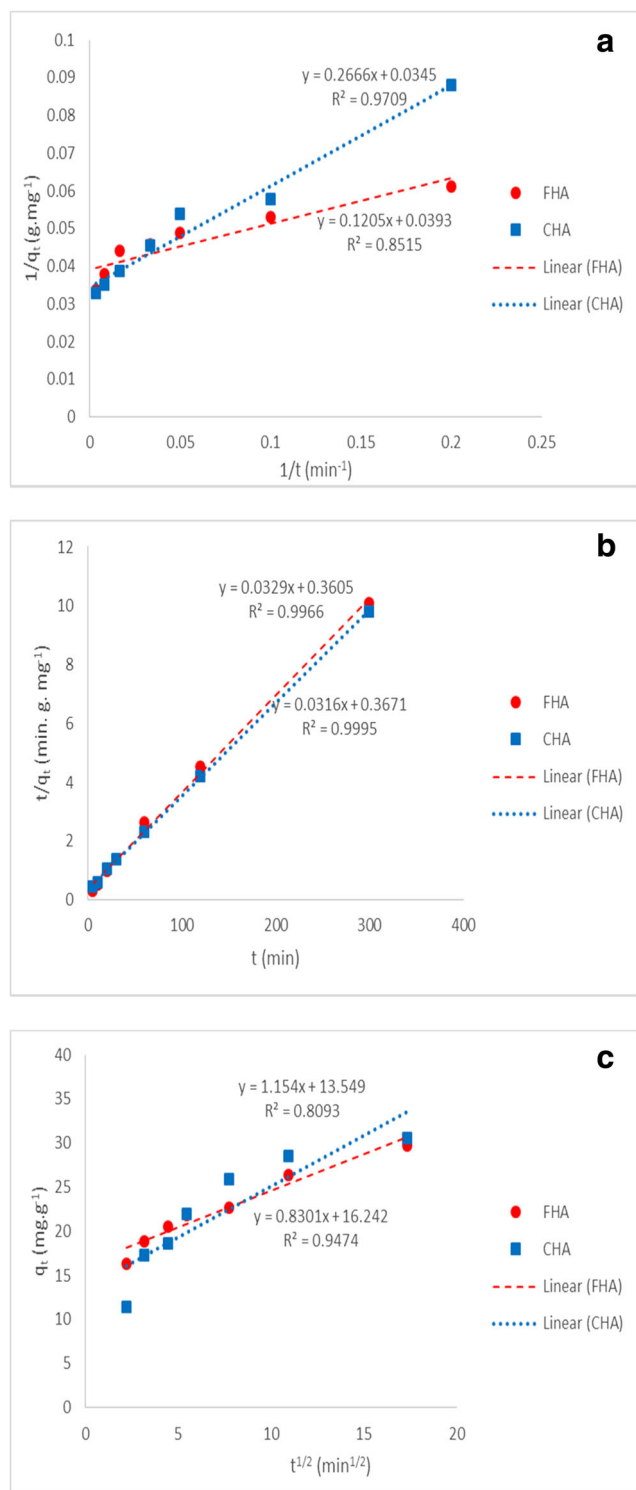 a
0.1
0.09
0.08
0.07
0.06
0.05
0.04
0.03
0.02
0.01
0
1/qₜ (g.mg⁻¹)
y = 0.2666x + 0.0345
R² = 0.9709
y = 0.1205x + 0.0393
R² = 0.8515
0
0.05
0.1
0.15
0.2
0.25
1/t (min⁻¹)
FHA
CHA
Linear (FHA)
Linear (CHA)
b
12
10
8
6
4
2
0
t/qₜ (min. g. mg⁻¹)
y = 0.0329x + 0.3605
R² = 0.9966
y = 0.0316x + 0.3671
R² = 0.9995
0
100
200
300
400
t (min)
FHA
CHA
Linear (FHA)
Linear (CHA)
c
40
35
30
25
20
15
10
5
0
qₜ (mg.g⁻¹)
y = 1.154x + 13.549
R² = 0.8093
y = 0.8301x + 16.242
R² = 0.9474
0
5
10
15
20
t¹/² (min¹/²)
FHA
CHA
Linear (FHA)
Linear (CHA)